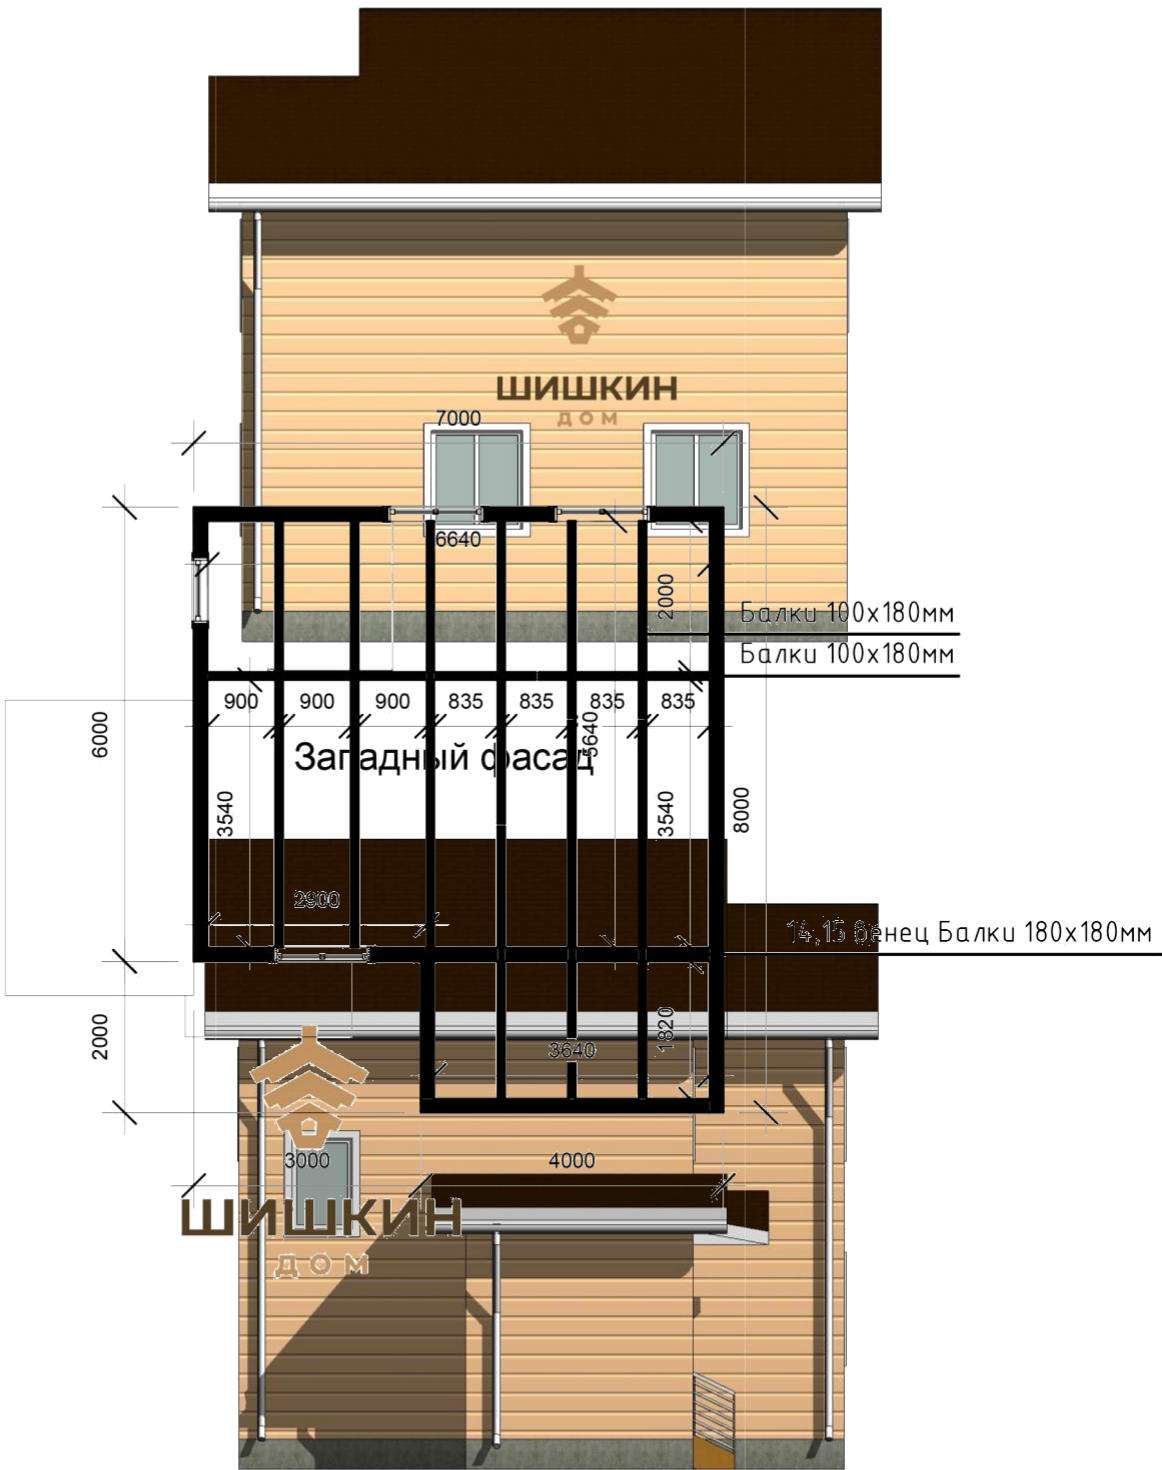 ШИШКИН
ДОМ
7000
6640
2000
Балки 100х180мм
Балки 100х180мм
900 900 900 835 835 835 835
6000
5640
Западный фасад
3540
3540
8000
2900
14,15 венец Балки 180х180мм
2000
1820
3640
3000
4000
ШИШКИН
ДОМ